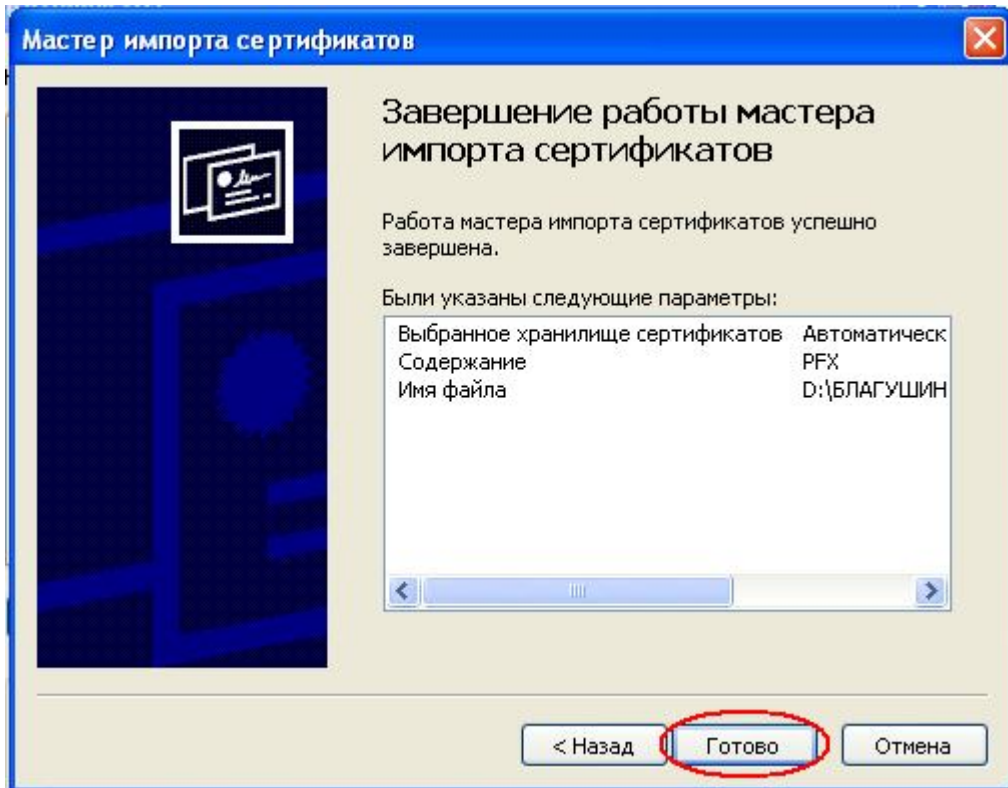 Мастер импорта сертификатов
Завершение работы мастера
импорта сертификатов
Работа мастера импорта сертификатов успешно
завершена.
Были указаны следующие параметры:
Выбранное хранилище сертификатов Автоматическ
Содержание PFX
Имя файла D:\БЛАГУШИН
< Назад Готово Отмена